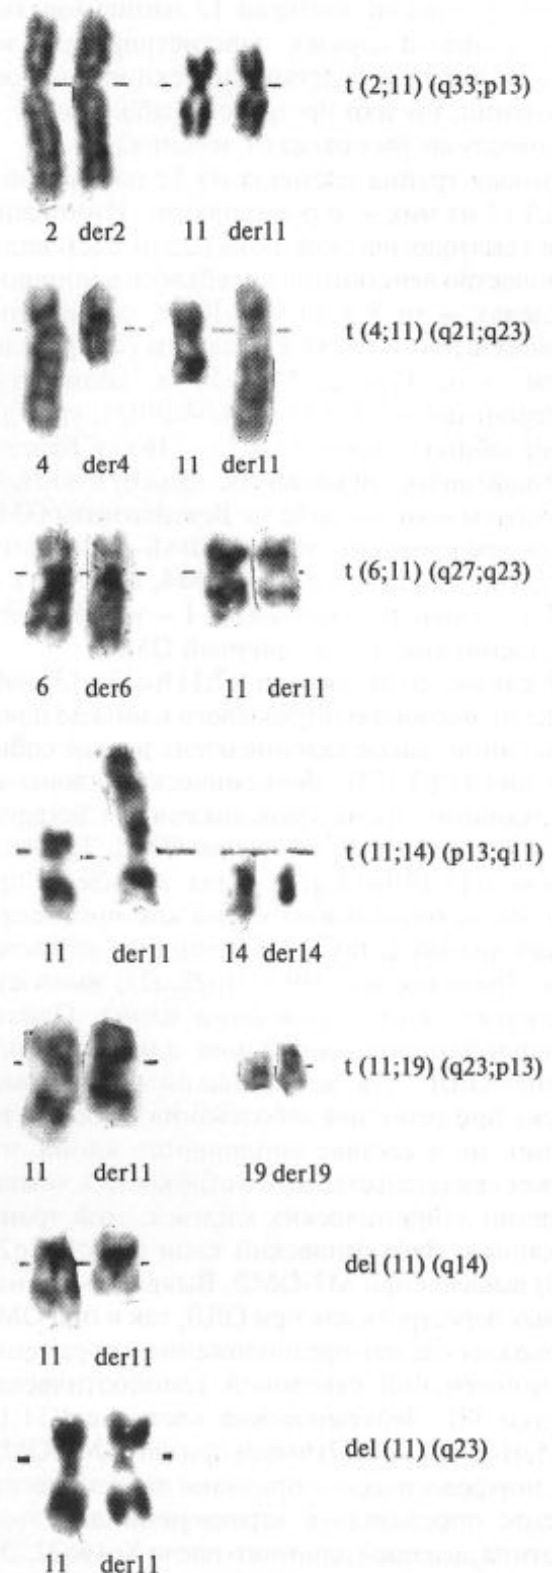 t (2;11) (q33;p13)
2 der2 11 der11
t (4;11) (q21;q23)
4 der4 11 der11
t (6;11) (q27;q23)
6 der6 11 der11
t (11;14) (p13;q11)
11 der11 14 der14
t (11;19) (q23;p13)
11 der11 19 der19
del (11) (q14)
11 der11
del (11) (q23)
11 der11